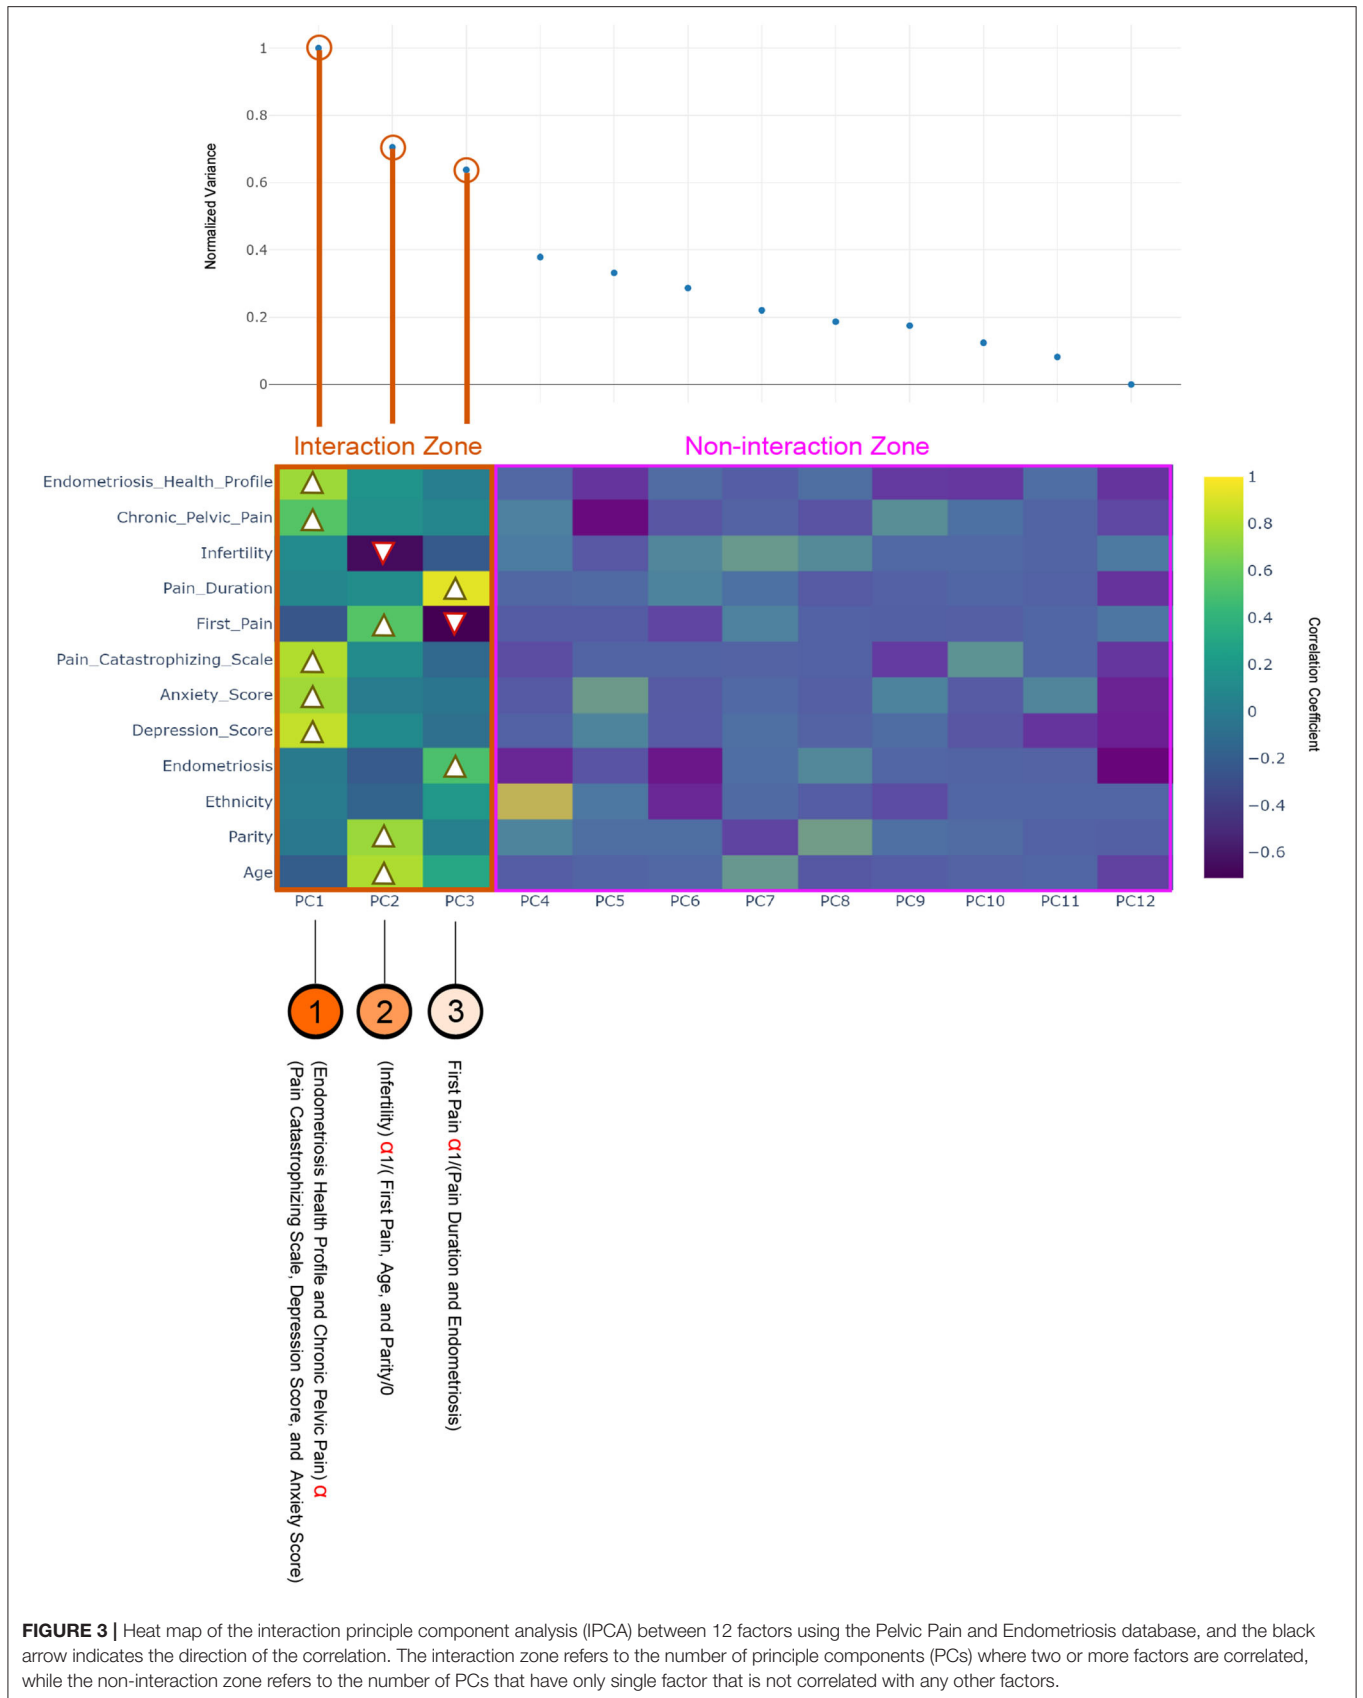 1
0.8
0.6
0.4
0.2
0
Normalized Variance
Interaction Zone
Non-interaction Zone
Endometriosis_Health_Profile
Chronic_Pelvic_Pain
Infertility
Pain_Duration
First_Pain
Pain_Catastrophizing_Scale
Anxiety_Score
Depression_Score
Endometriosis
Ethnicity
Parity
Age
PC1 PC2 PC3 PC4 PC5 PC6 PC7 PC8 PC9 PC10 PC11 PC12
1
0.8
0.6
0.4
0.2
0
−0.2
−0.4
−0.6
Correlation Coefficient
1 2 3
(Endometriosis Health Profile and Chronic Pelvic Pain) α
(Pain Catastrophizing Scale, Depression Score, and Anxiety Score)
(Infertility) α1/( First Pain, Age, and Parity/0
First Pain α1/(Pain Duration and Endometriosis)
FIGURE 3 | Heat map of the interaction principle component analysis (IPCA) between 12 factors using the Pelvic Pain and Endometriosis database, and the black
arrow indicates the direction of the correlation. The interaction zone refers to the number of principle components (PCs) where two or more factors are correlated,
while the non-interaction zone refers to the number of PCs that have only single factor that is not correlated with any other factors.